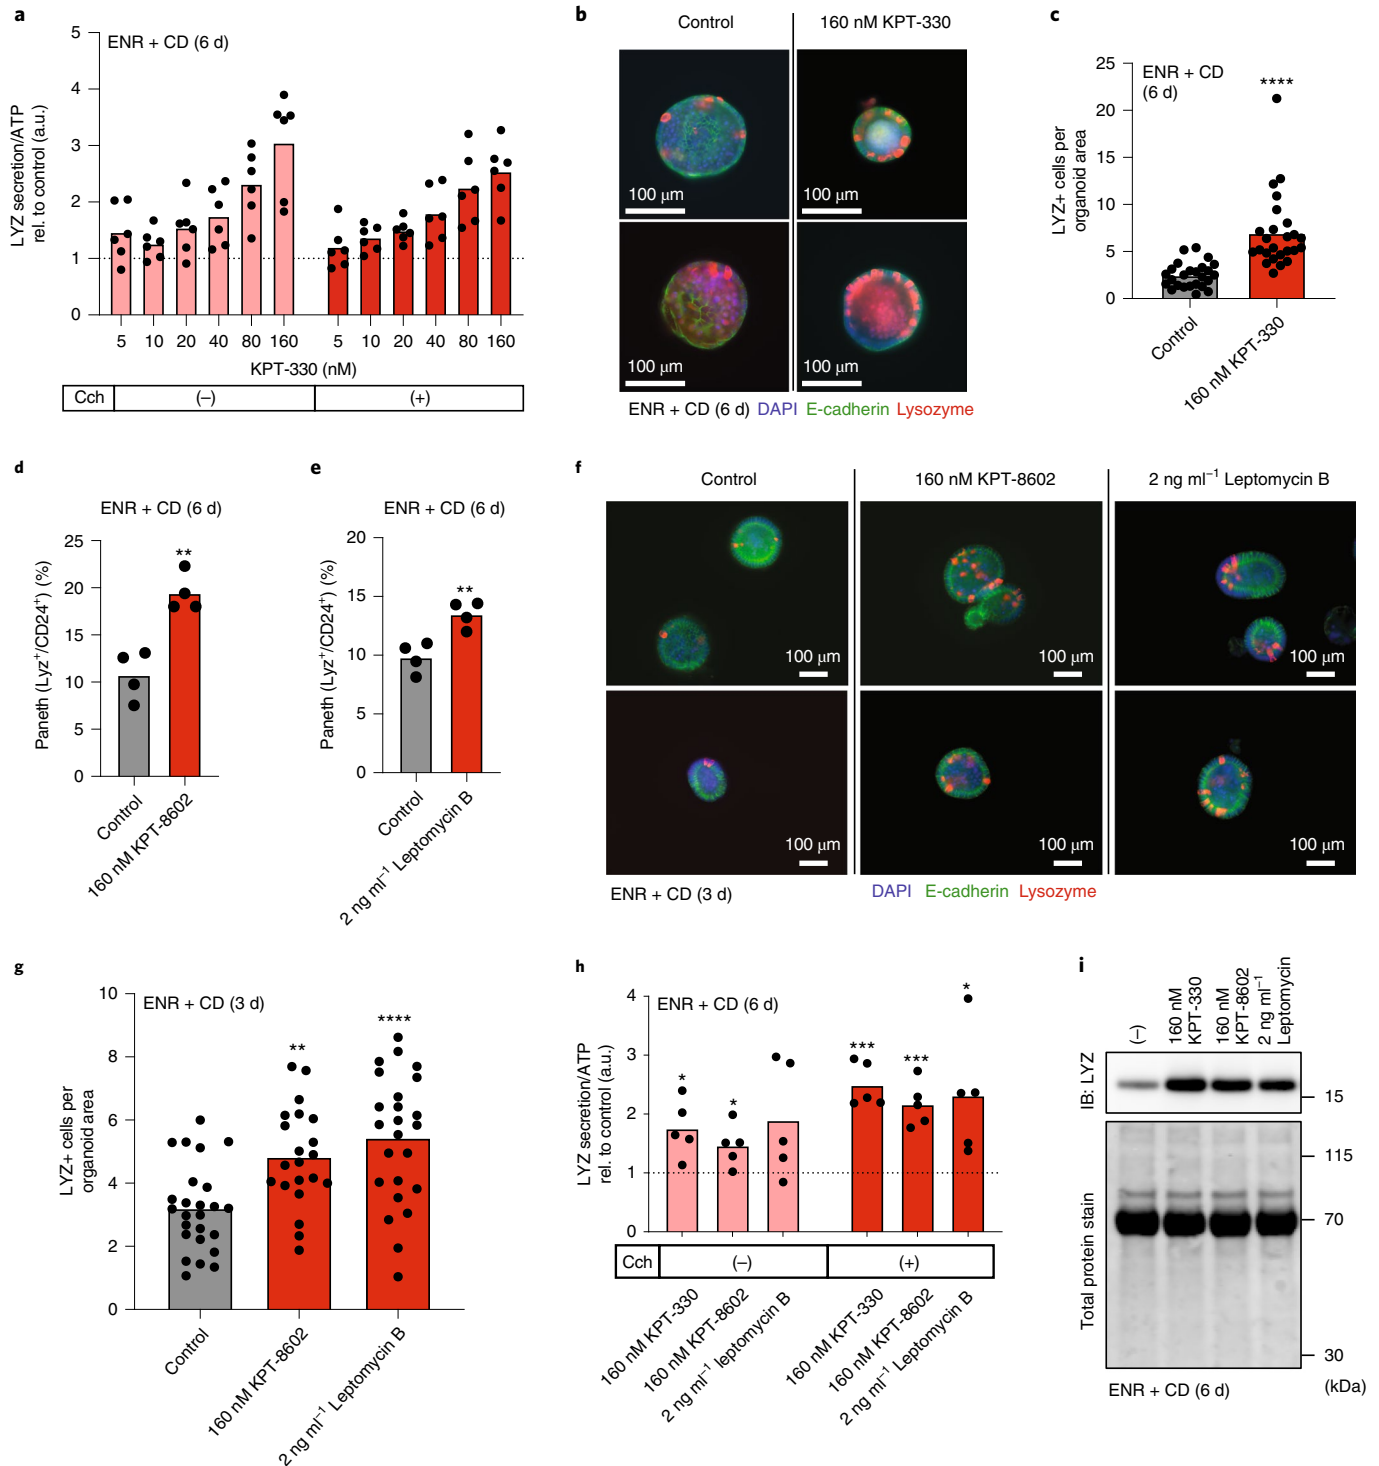 a
ENR + CD (6 d)
LYZ secretion/ATP
rel. to control (a.u.)
5
4
3
2
1
0
5 10 20 40 80 160 5 10 20 40 80 160
KPT-330 (nM)
Cch (−) (+)
b
Control 160 nM KPT-330
100 μm 100 μm
100 μm 100 μm
ENR + CD (6 d) DAPI E-cadherin Lysozyme
c
ENR + CD
(6 d)
****
LYZ+ cells per
organoid area
25
20
15
10
5
0
Control
160 nM KPT-330
d
ENR + CD (6 d)
**
Paneth (Lyz⁺/CD24⁺) (%)
25
20
15
10
5
0
Control
160 nM KPT-8602
e
ENR + CD (6 d)
**
Paneth (Lyz⁺/CD24⁺) (%)
20
15
10
5
0
Control
2 ng ml⁻¹ Leptomycin B
f
Control 160 nM KPT-8602 2 ng ml⁻¹ Leptomycin B
100 μm 100 μm 100 μm
100 μm 100 μm 100 μm
ENR + CD (3 d) DAPI E-cadherin Lysozyme
g
ENR + CD (3 d)
** ****
LYZ+ cells per
organoid area
10
8
6
4
2
0
Control
160 nM KPT-8602
2 ng ml⁻¹ Leptomycin B
h
ENR + CD (6 d)
* * *** *** *
LYZ secretion/ATP
rel. to control (a.u.)
4
3
2
1
0
Cch (−) (+)
160 nM KPT-330
160 nM KPT-8602
2 ng ml⁻¹ leptomycin B
160 nM KPT-330
160 nM KPT-8602
2 ng ml⁻¹ Leptomycin B
i
(−)
160 nM
KPT-330
160 nM
KPT-8602
2 ng ml⁻¹
Leptomycin
IB: LYZ
15
Total protein stain
115
70
30
(kDa)
ENR + CD (6 d)